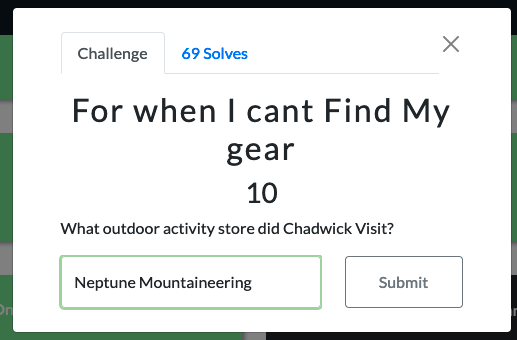 Challenge
69 Solves
For when I cant Find My
gear
10
What outdoor activity store did Chadwick Visit?
Neptune Mountaineering
Submit